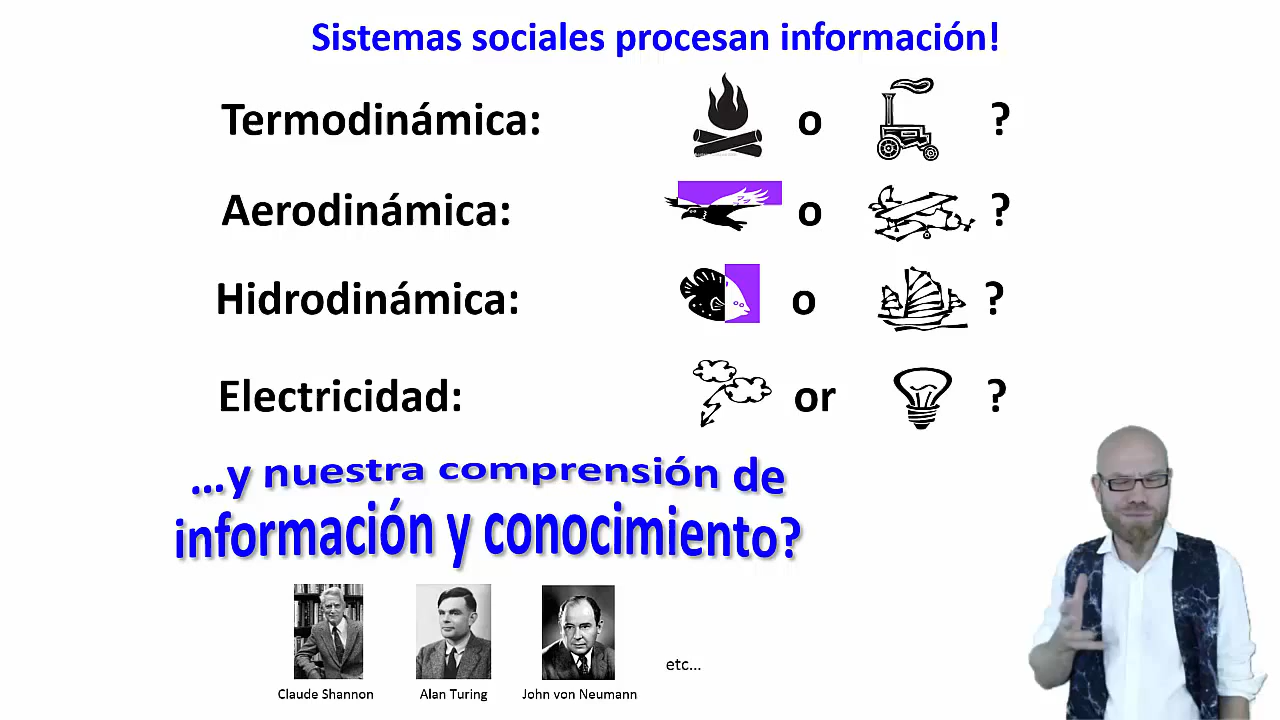 Sistemas sociales procesan información!
Termodinámica: o ?
Aerodinámica: o ?
Hidrodinámica: o ?
Electricidad: or ?
...y nuestra comprensión de
información y conocimiento?
etc...
Claude Shannon Alan Turing John von Neumann